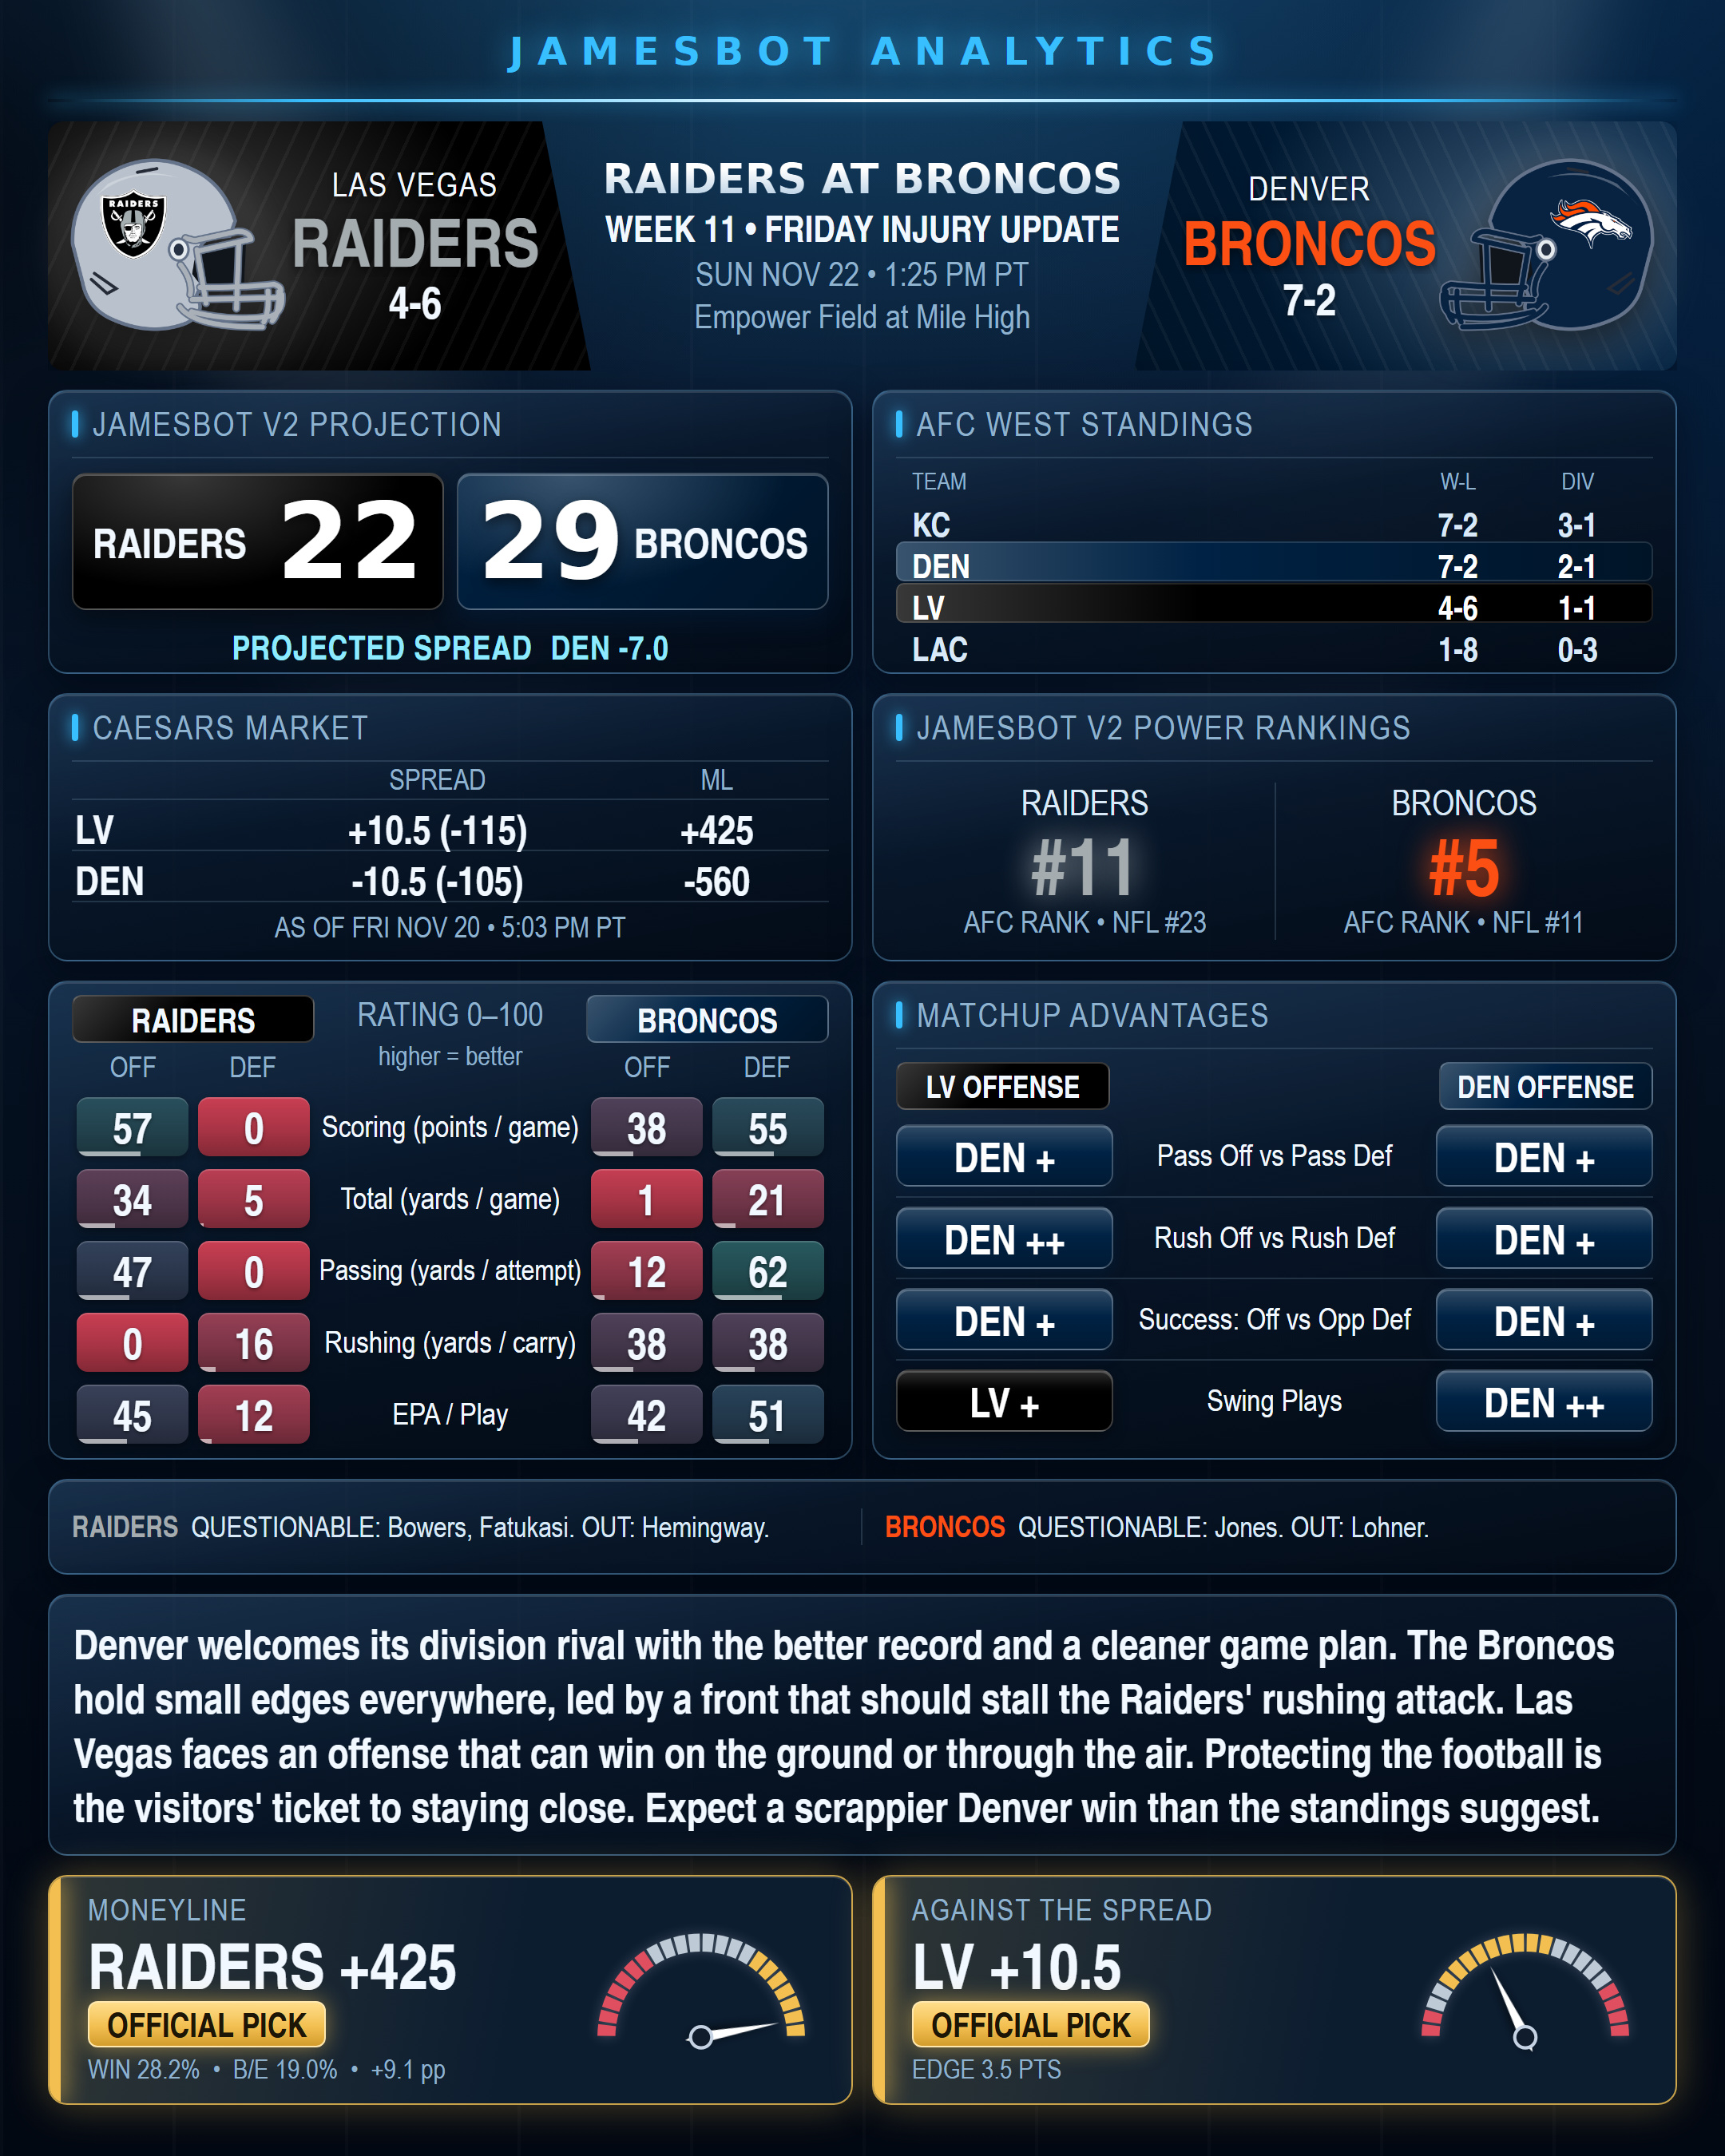 JAMESBOT ANALYTICS
RAIDERS
LAS VEGAS
RAIDERS
4-6
RAIDERS AT BRONCOS
WEEK 11 • FRIDAY INJURY UPDATE
SUN NOV 22 • 1:25 PM PT
Empower Field at Mile High
DENVER
BRONCOS
7-2
JAMESBOT V2 PROJECTION
RAIDERS 22
29 BRONCOS
PROJECTED SPREAD DEN -7.0
AFC WEST STANDINGS
TEAM W-L DIV
KC 7-2 3-1
DEN 7-2 2-1
LV 4-6 1-1
LAC 1-8 0-3
CAESARS MARKET
SPREAD ML
LV +10.5 (-115) +425
DEN -10.5 (-105) -560
AS OF FRI NOV 20 • 5:03 PM PT
JAMESBOT V2 POWER RANKINGS
RAIDERS
#11
AFC RANK • NFL #23
BRONCOS
#5
AFC RANK • NFL #11
RAIDERS RATING 0–100 BRONCOS
OFF DEF higher = better OFF DEF
57 0 Scoring (points / game) 38 55
34 5 Total (yards / game) 1 21
47 0 Passing (yards / attempt) 12 62
0 16 Rushing (yards / carry) 38 38
45 12 EPA / Play 42 51
MATCHUP ADVANTAGES
LV OFFENSE DEN OFFENSE
DEN + Pass Off vs Pass Def DEN +
DEN ++ Rush Off vs Rush Def DEN +
DEN + Success: Off vs Opp Def DEN +
LV + Swing Plays DEN ++
RAIDERS QUESTIONABLE: Bowers, Fatukasi. OUT: Hemingway.
BRONCOS QUESTIONABLE: Jones. OUT: Lohner.
Denver welcomes its division rival with the better record and a cleaner game plan. The Broncos
hold small edges everywhere, led by a front that should stall the Raiders' rushing attack. Las
Vegas faces an offense that can win on the ground or through the air. Protecting the football is
the visitors' ticket to staying close. Expect a scrappier Denver win than the standings suggest.
MONEYLINE
RAIDERS +425
OFFICIAL PICK
WIN 28.2% • B/E 19.0% • +9.1 pp
AGAINST THE SPREAD
LV +10.5
OFFICIAL PICK
EDGE 3.5 PTS